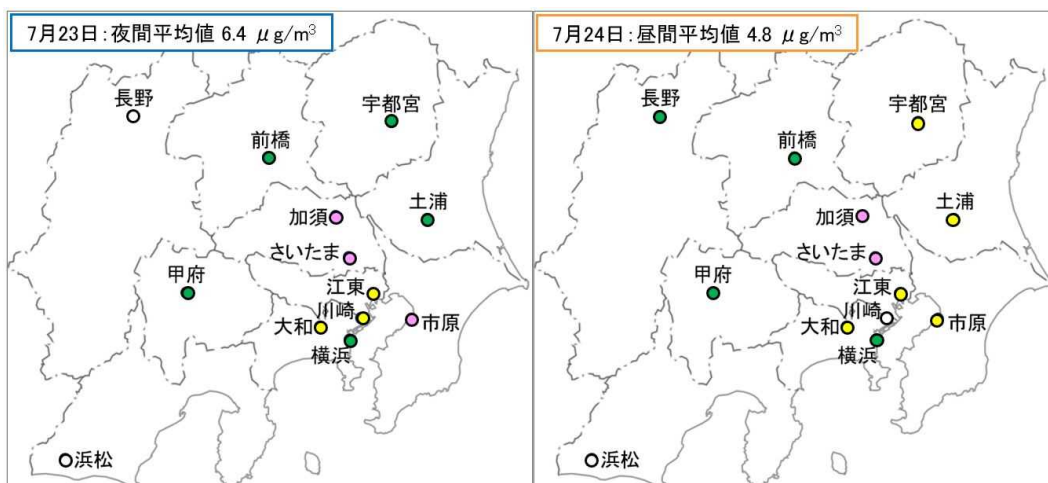 7月23日：夜間平均値 6.4 μg/m³
長野
宇都宮
前橋
土浦
加須
さいたま
甲府
江東
川崎
大和
市原
横浜
浜松
7月24日：昼間平均値 4.8 μg/m³
長野
宇都宮
前橋
土浦
加須
さいたま
甲府
江東
川崎
大和
市原
横浜
浜松